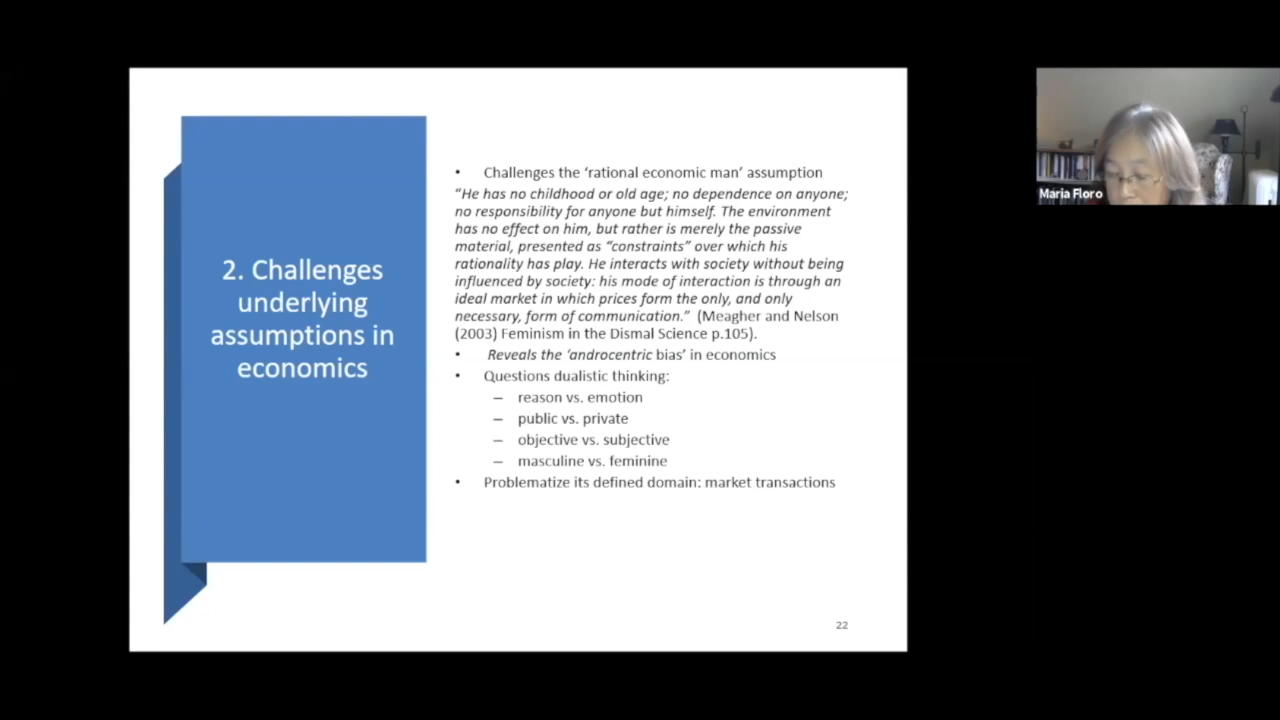 2. Challenges
underlying
assumptions in
economics
• Challenges the ‘rational economic man’ assumption
“He has no childhood or old age; no dependence on anyone;
no responsibility for anyone but himself. The environment
has no effect on him, but rather is merely the passive
material, presented as “constraints” over which his
rationality has play. He interacts with society without being
influenced by society: his mode of interaction is through an
ideal market in which prices form the only, and only
necessary, form of communication.” (Meagher and Nelson
(2003) Feminism in the Dismal Science p.105).
• Reveals the ‘androcentric bias’ in economics
• Questions dualistic thinking:
– reason vs. emotion
– public vs. private
– objective vs. subjective
– masculine vs. feminine
• Problematize its defined domain: market transactions
22
Maria Floro